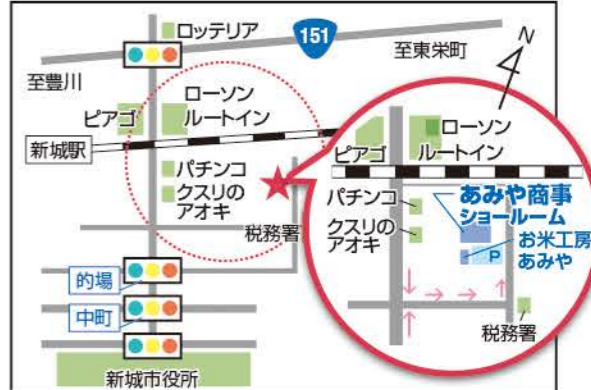 ロッテリア
151
至東栄町
N
至豊川
ピアゴ
ローソン
ルートイン
新城駅
パチンコ
クスリの
アオキ
税務署
的場
中町
新城市役所
ローソン
ピアゴ
ルートイン
パチンコ
クスリの
アオキ
あみや商事
ショールーム
お米工房
あみや
P
税務署